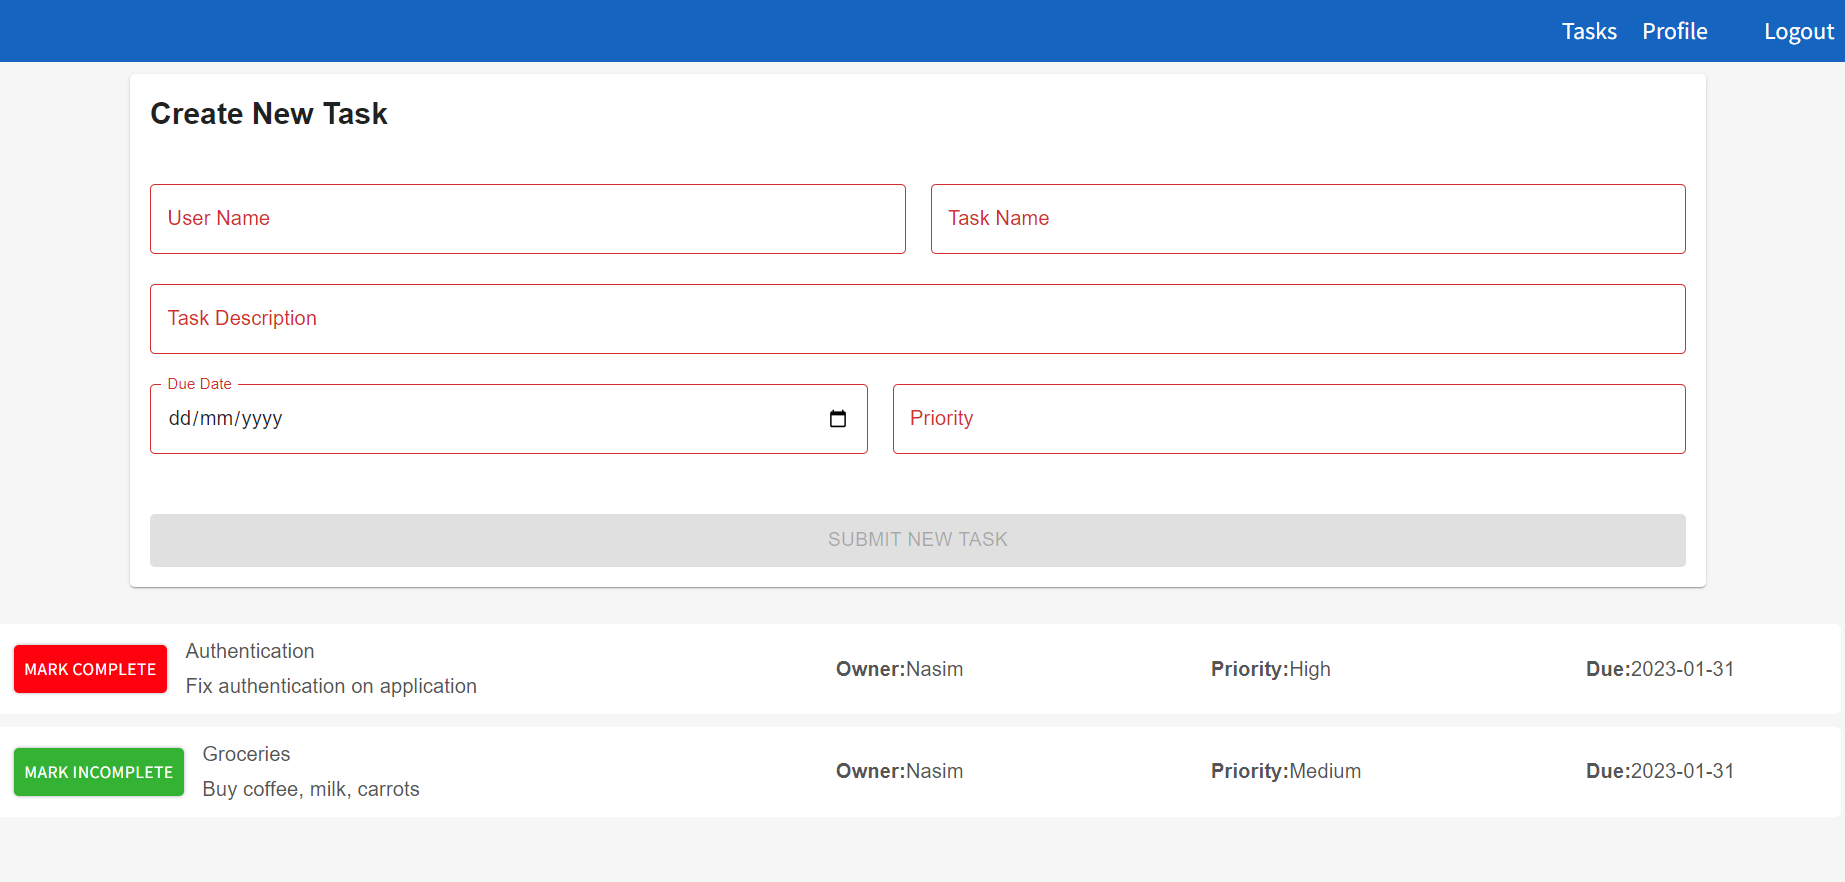 Tasks Profile Logout
Create New Task
User Name
Task Name
Task Description
Due Date
dd/mm/yyyy
Priority
SUBMIT NEW TASK
MARK COMPLETE
Authentication
Fix authentication on application
Owner:Nasim
Priority:High
Due:2023-01-31
MARK INCOMPLETE
Groceries
Buy coffee, milk, carrots
Owner:Nasim
Priority:Medium
Due:2023-01-31